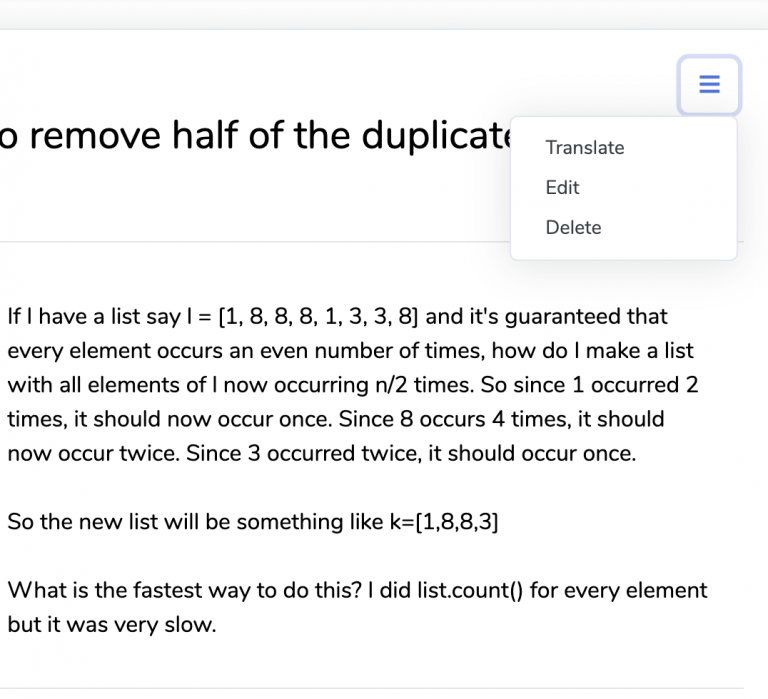 o remove half of the duplicate
Translate
Edit
Delete
If I have a list say l = [1, 8, 8, 8, 1, 3, 3, 8] and it's guaranteed that
every element occurs an even number of times, how do I make a list
with all elements of l now occurring n/2 times. So since 1 occurred 2
times, it should now occur once. Since 8 occurs 4 times, it should
now occur twice. Since 3 occurred twice, it should occur once.
So the new list will be something like k=[1,8,8,3]
What is the fastest way to do this? I did list.count() for every element
but it was very slow.